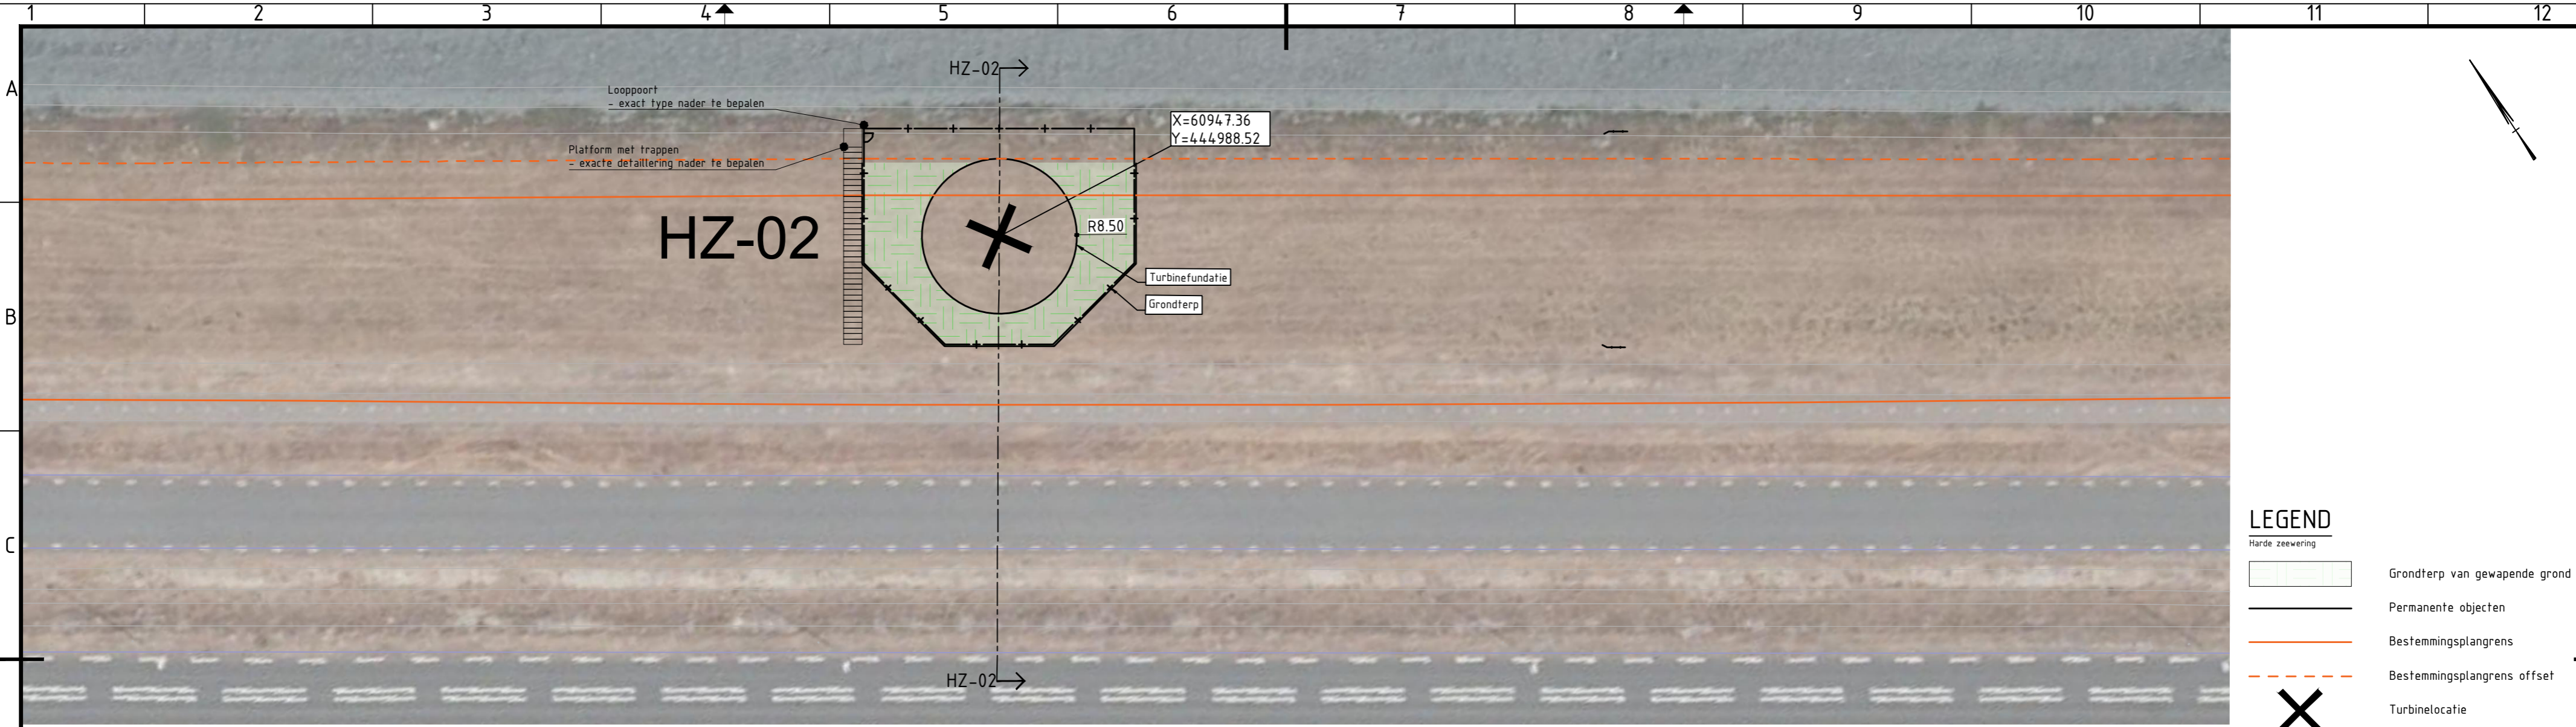 1 2 3 4 5 6 7 8 9 10 11 12
A
HZ-02
Looppoort
- exact type nader te bepalen
X=60947.36
Y=444988.52
Platform met trappen
- exacte detaillering nader te bepalen
HZ-02
R8.50
Turbinefundatie
Grondterp
B
C
HZ-02
LEGEND
Harde zeewering
Grondterp van gewapende grond
Permanente objecten
Bestemmingsplangrens
Bestemmingsplangrens offset
Turbinelocatie